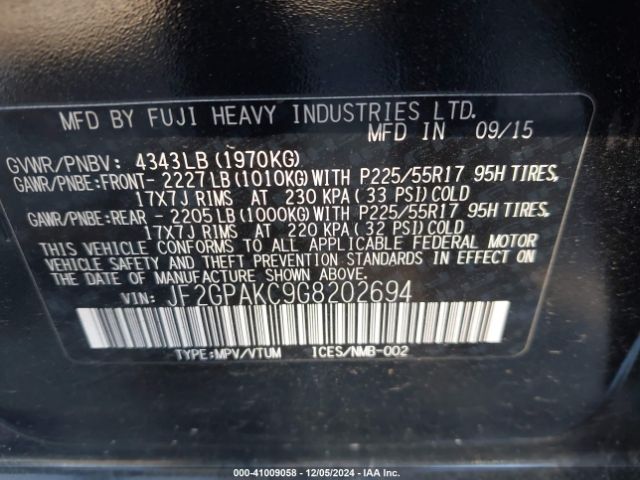 MFD BY FUJI HEAVY INDUSTRIES LTD.
MFD IN 09/15
GVWR/PNBV: 4343LB (1970KG)
GAWR/PNBE:FRONT- 2227LB(1010KG)WITH P225/55R17 95H TIRES,
17X7J RIMS AT 230 KPA(33 PSI)COLD
GAWR/PNBE:REAR - 2205LB(1000KG)WITH P225/55R17 95H TIRES,
17X7J RIMS AT 220 KPA(32 PSI)COLD
THIS VEHICLE CONFORMS TO ALL APPLICABLE FEDERAL MOTOR
VEHICLE SAFETY AND THEFT PREVENTION STANDARDS IN EFFECT ON
THE DATE OF MANUFACTURE SHOWN ABOVE.
VIN: JF2GPAKC9G8202694
TYPE:MPV/VTUM ICES/NMB-002
000-41009058 - 12/05/2024 - IAA Inc.